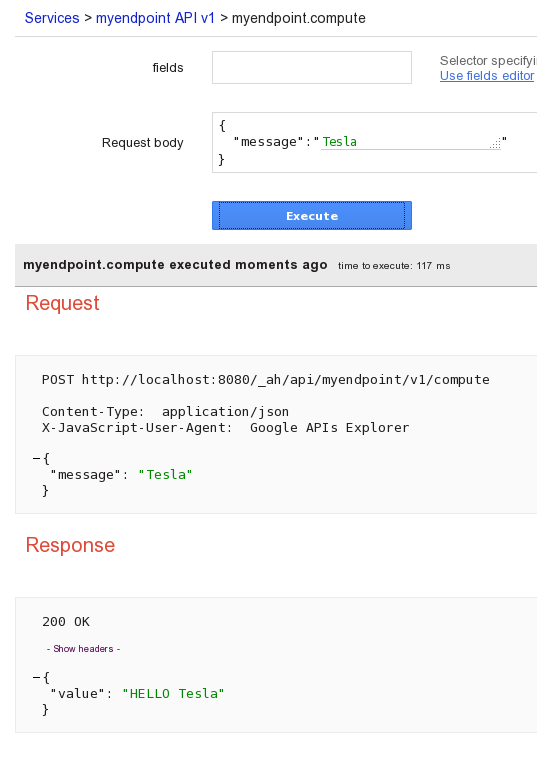 Services > myendpoint API v1 > myendpoint.compute
fields
Selector specifyi
Use fields editor
Request body
{
"message":"Tesla"
}
Execute
myendpoint.compute executed moments ago time to execute: 117 ms
Request
POST http://localhost:8080/_ah/api/myendpoint/v1/compute
Content-Type: application/json
X-JavaScript-User-Agent: Google APIs Explorer
{
"message": "Tesla"
}
Response
200 OK
- Show headers -
{
"value": "HELLO Tesla"
}